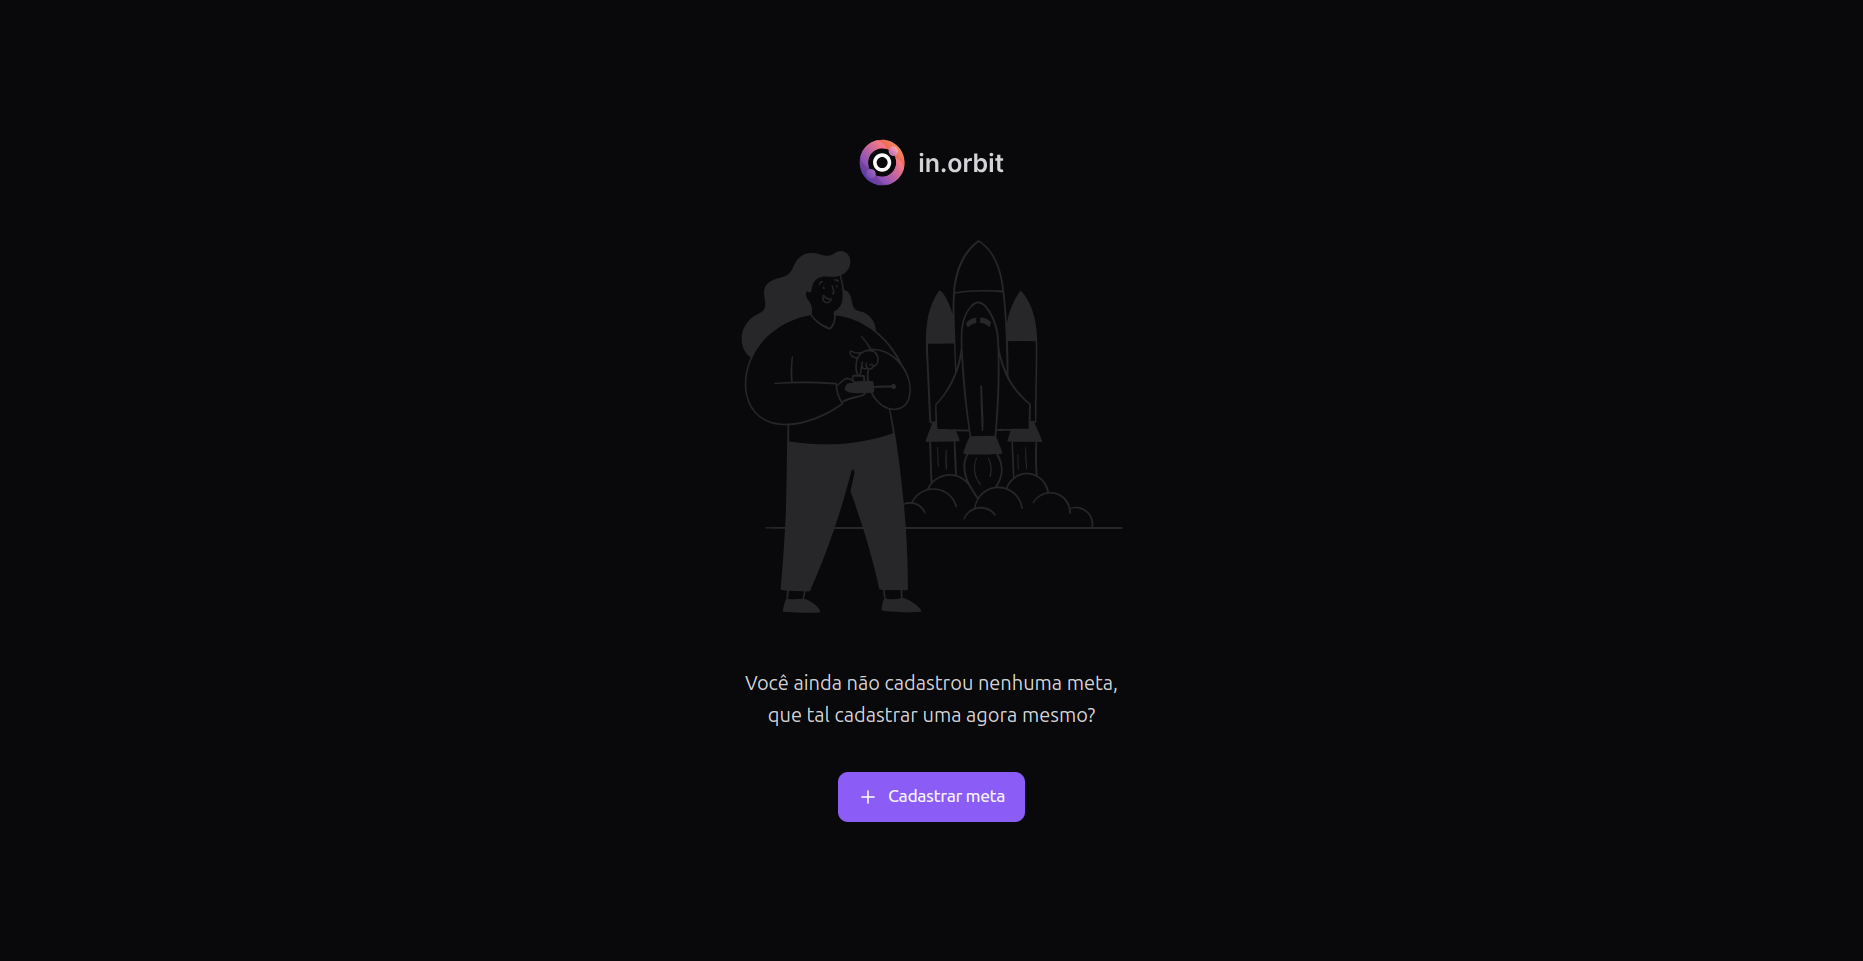 in.orbit
Você ainda não cadastrou nenhuma meta,
que tal cadastrar uma agora mesmo?
Cadastrar meta